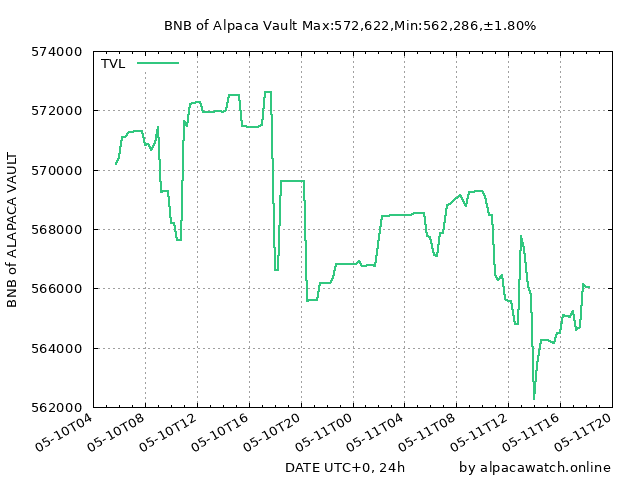 BNB of Alpaca Vault Max:572,622,Min:562,286,±1.80%
574000
TVL
572000
570000
568000
566000
564000
562000
BNB of ALAPACA VAULT
05-10T04
05-10T08
05-10T12
05-10T16
05-10T20
05-11T00
05-11T04
05-11T08
05-11T12
05-11T16
05-11T20
DATE UTC+0, 24h
by alpacawatch.online